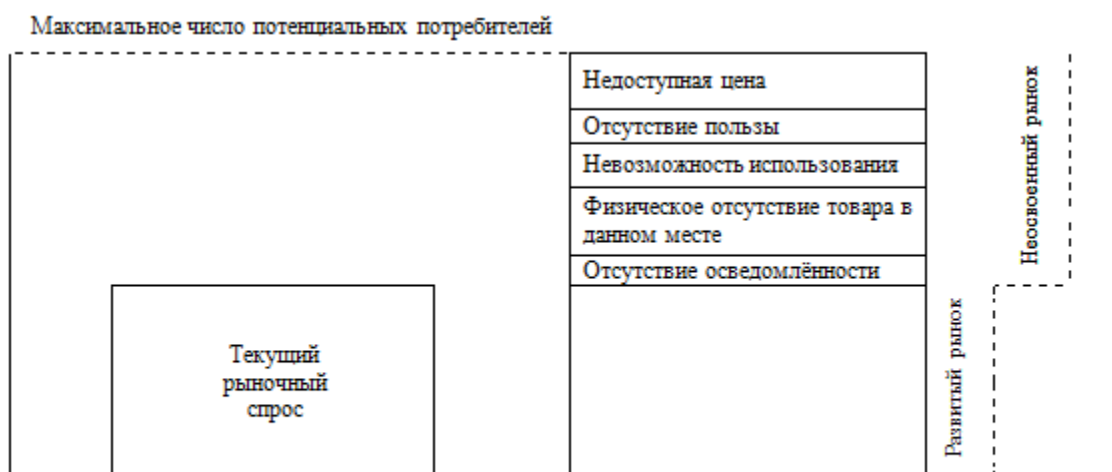 Максимальное число потенциальных потребителей
Недоступная цена
Отсутствие пользы
Невозможность использования
Физическое отсутствие товара в
данном месте
Отсутствие осведомлённости
Неосвоенный рынок
Текущий
рыночный
спрос
Развитый рынок